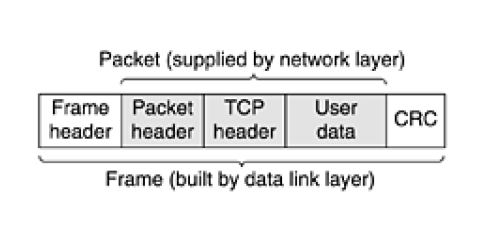 Packet (supplied by network layer)
Frame Packet TCP User CRC
header header header data
Frame (built by data link layer)